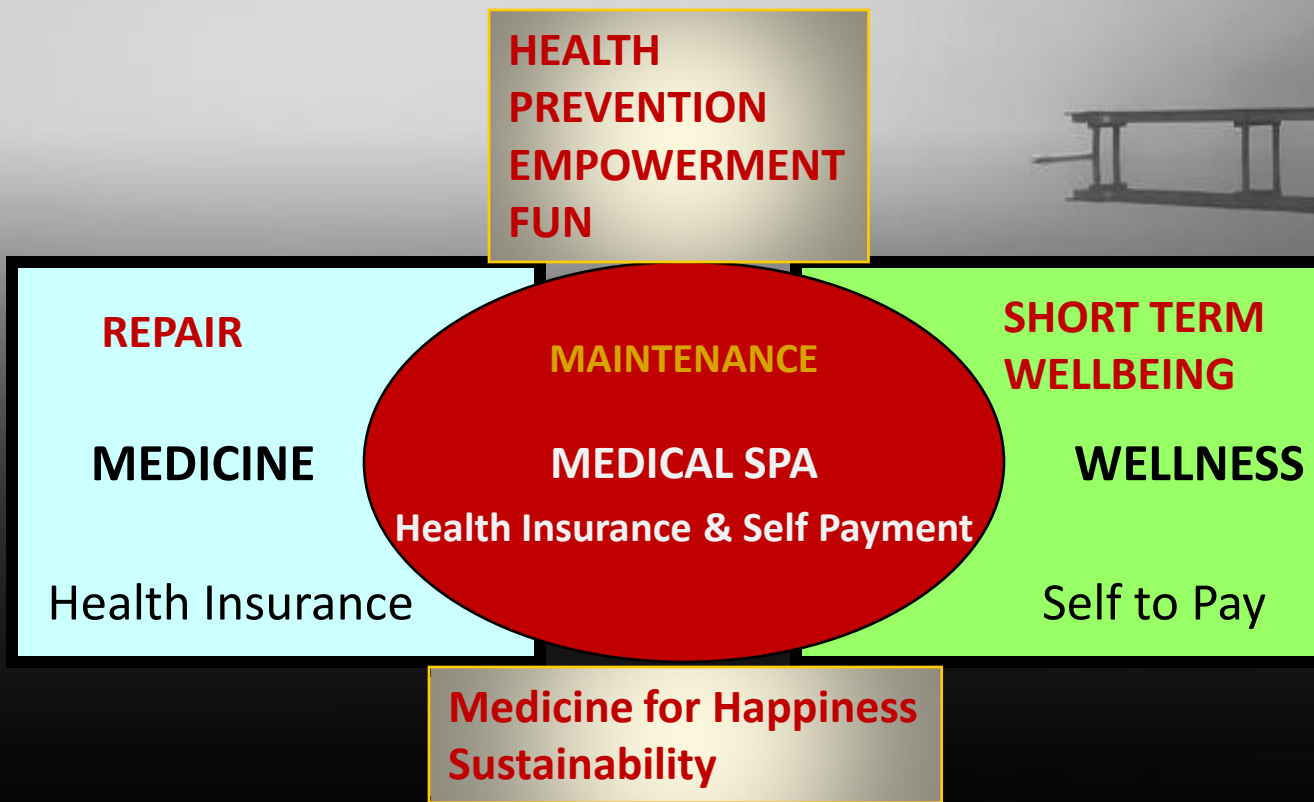 HEALTH
PREVENTION
EMPOWERMENT
FUN
REPAIR
MEDICINE
Health Insurance
MAINTENANCE
MEDICAL SPA
Health Insurance & Self Payment
SHORT TERM
WELLBEING
WELLNESS
Self to Pay
Medicine for Happiness
Sustainability